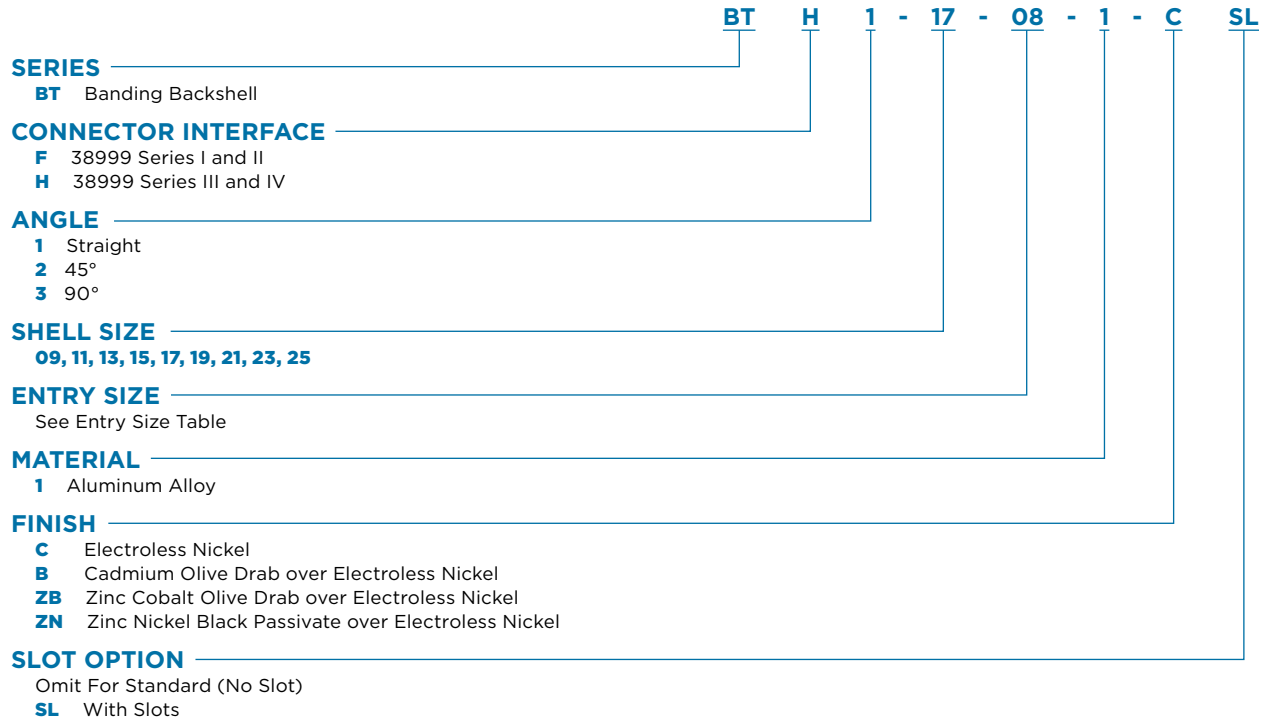 BT H 1 - 17 - 08 - 1 - C SL
SERIES
BT Banding Backshell
CONNECTOR INTERFACE
F 38999 Series I and II
H 38999 Series III and IV
ANGLE
1 Straight
2 45°
3 90°
SHELL SIZE
09, 11, 13, 15, 17, 19, 21, 23, 25
ENTRY SIZE
See Entry Size Table
MATERIAL
1 Aluminum Alloy
FINISH
C Electroless Nickel
B Cadmium Olive Drab over Electroless Nickel
ZB Zinc Cobalt Olive Drab over Electroless Nickel
ZN Zinc Nickel Black Passivate over Electroless Nickel
SLOT OPTION
Omit For Standard (No Slot)
SL With Slots